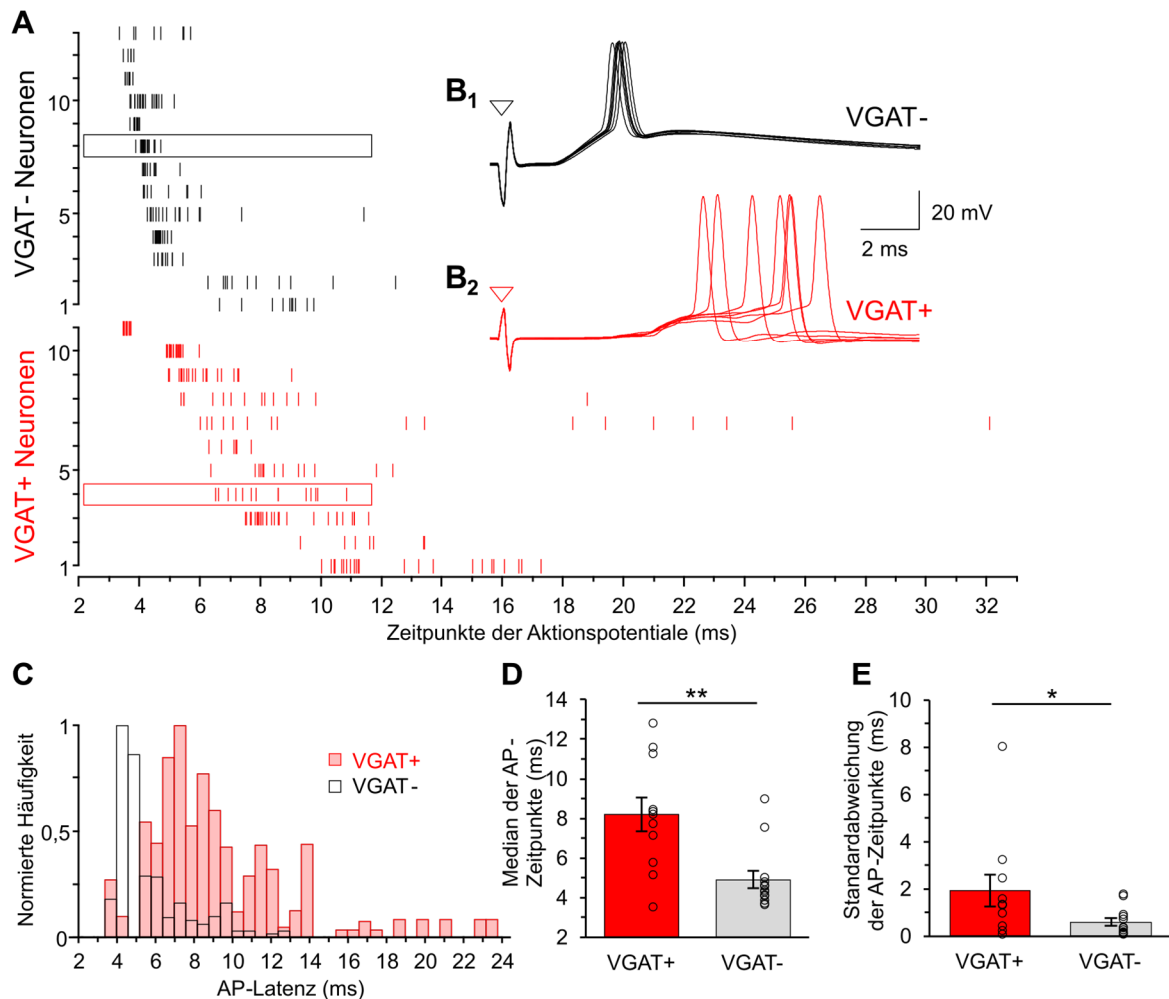 A
VGAT- Neuronen
10
5
1
VGAT+ Neuronen
10
5
1
2 4 6 8 10 12 14 16 18 20 22 24 26 28 30 32
Zeitpunkte der Aktionspotentiale (ms)
B1
VGAT-
20 mV
2 ms
B2
VGAT+
C
Normierte Häufigkeit
1
0,5
0
VGAT+
VGAT-
2 4 6 8 10 12 14 16 18 20 22 24
AP-Latenz (ms)
D
Median der AP-
Zeitpunkte (ms)
14
12
10
8
6
4
2
**
VGAT+ VGAT-
E
Standardabweichung
der AP-Zeitpunkte (ms)
10
8
6
4
2
0
*
VGAT+ VGAT-